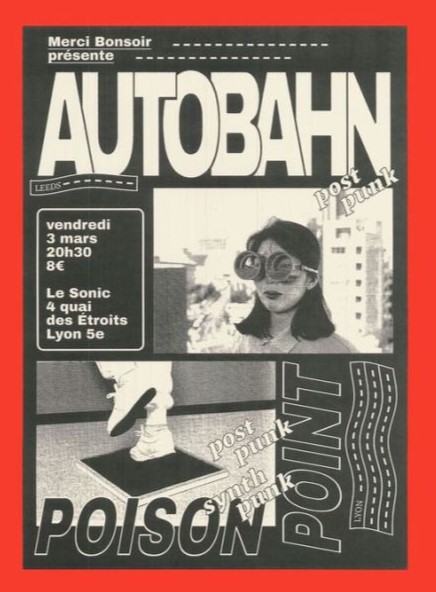 Merci Bonsoir
présente
AUTOBAHN
LEEDS
post
punk
vendredi
3 mars
20h30
8€
Le Sonic
4 quai
des Étroits
Lyon 5e
post
punk
synth
punk
POISON
POINT
LYON